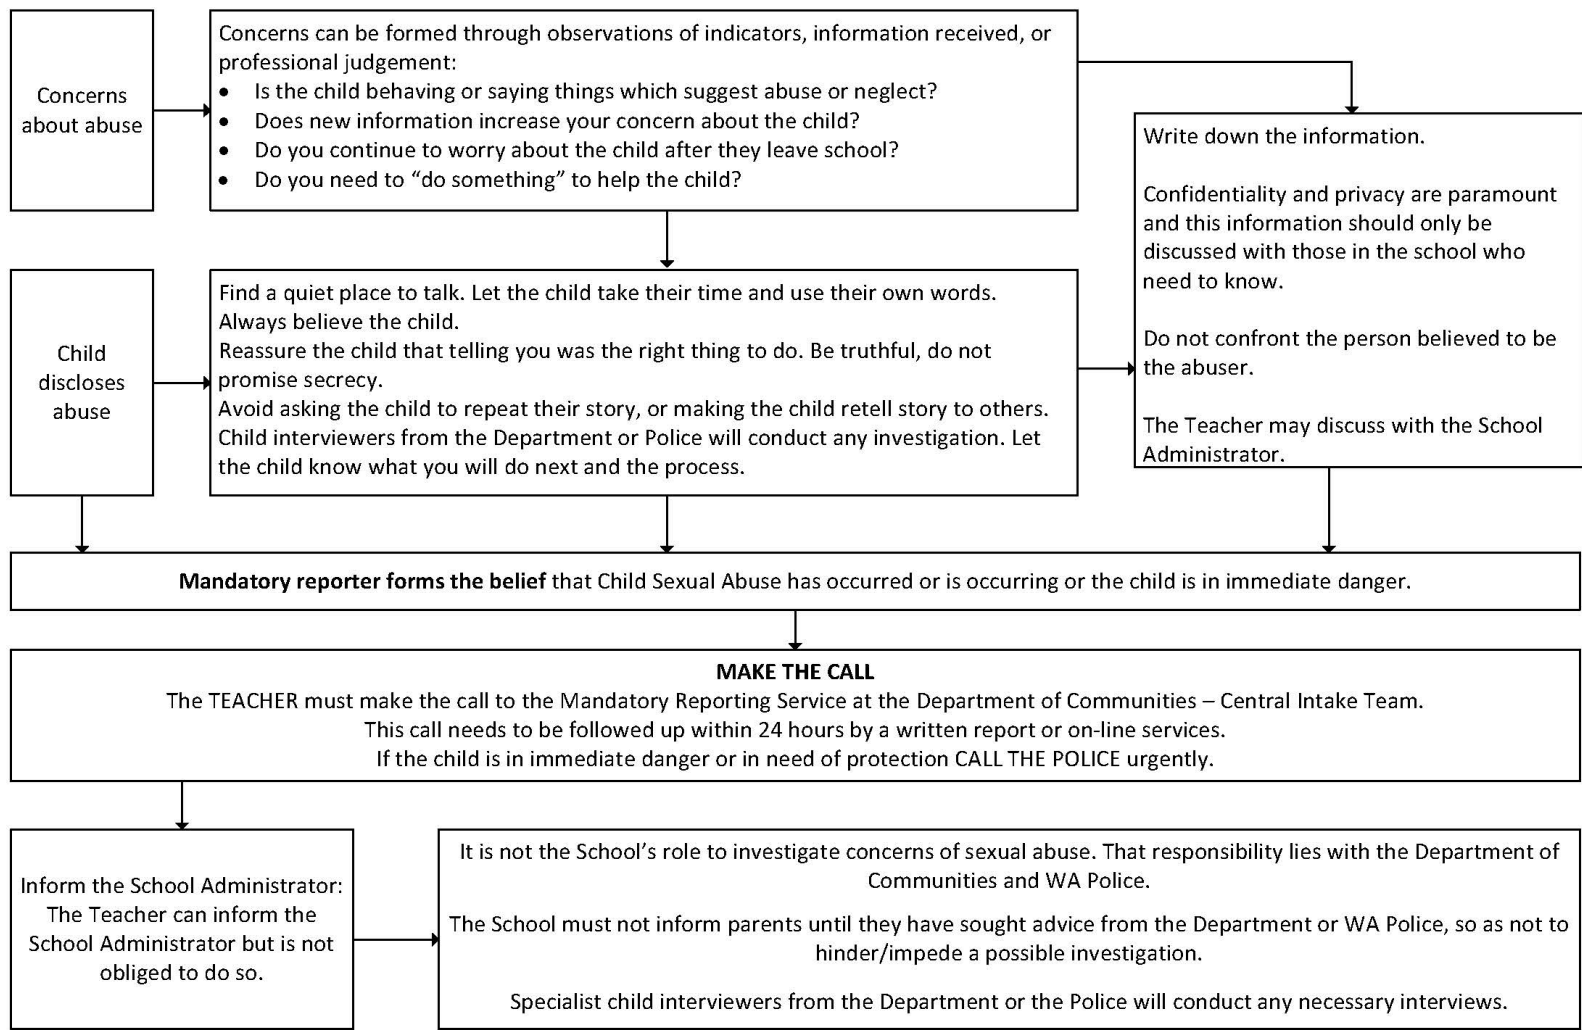 Concerns
about abuse
Concerns can be formed through observations of indicators, information received, or
professional judgement:
• Is the child behaving or saying things which suggest abuse or neglect?
• Does new information increase your concern about the child?
• Do you continue to worry about the child after they leave school?
• Do you need to “do something” to help the child?
Write down the information.
Confidentiality and privacy are paramount
and this information should only be
discussed with those in the school who
need to know.
Do not confront the person believed to be
the abuser.
The Teacher may discuss with the School
Administrator.
Child
discloses
abuse
Find a quiet place to talk. Let the child take their time and use their own words.
Always believe the child.
Reassure the child that telling you was the right thing to do. Be truthful, do not
promise secrecy.
Avoid asking the child to repeat their story, or making the child retell story to others.
Child interviewers from the Department or Police will conduct any investigation. Let
the child know what you will do next and the process.
Mandatory reporter forms the belief that Child Sexual Abuse has occurred or is occurring or the child is in immediate danger.
MAKE THE CALL
The TEACHER must make the call to the Mandatory Reporting Service at the Department of Communities – Central Intake Team.
This call needs to be followed up within 24 hours by a written report or on-line services.
If the child is in immediate danger or in need of protection CALL THE POLICE urgently.
Inform the School Administrator:
The Teacher can inform the
School Administrator but is not
obliged to do so.
It is not the School’s role to investigate concerns of sexual abuse. That responsibility lies with the Department of
Communities and WA Police.
The School must not inform parents until they have sought advice from the Department or WA Police, so as not to
hinder/impede a possible investigation.
Specialist child interviewers from the Department or the Police will conduct any necessary interviews.